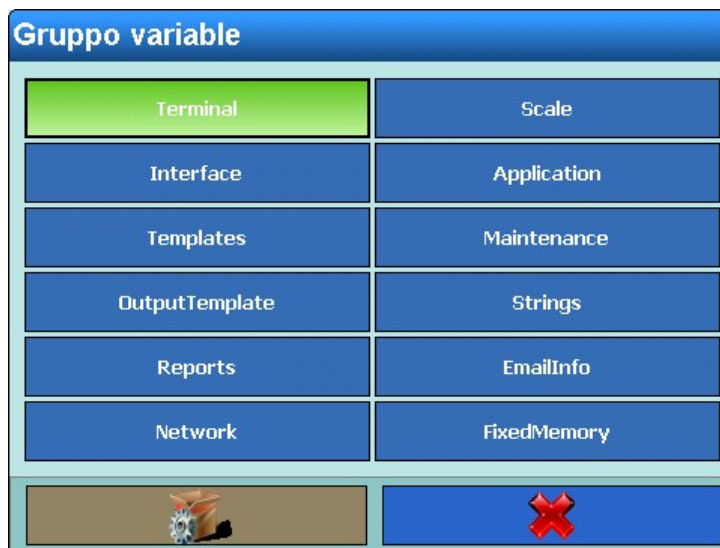 Gruppo variable
Terminal
Scale
Interface
Application
Templates
Maintenance
OutputTemplate
Strings
Reports
EmailInfo
Network
FixedMemory